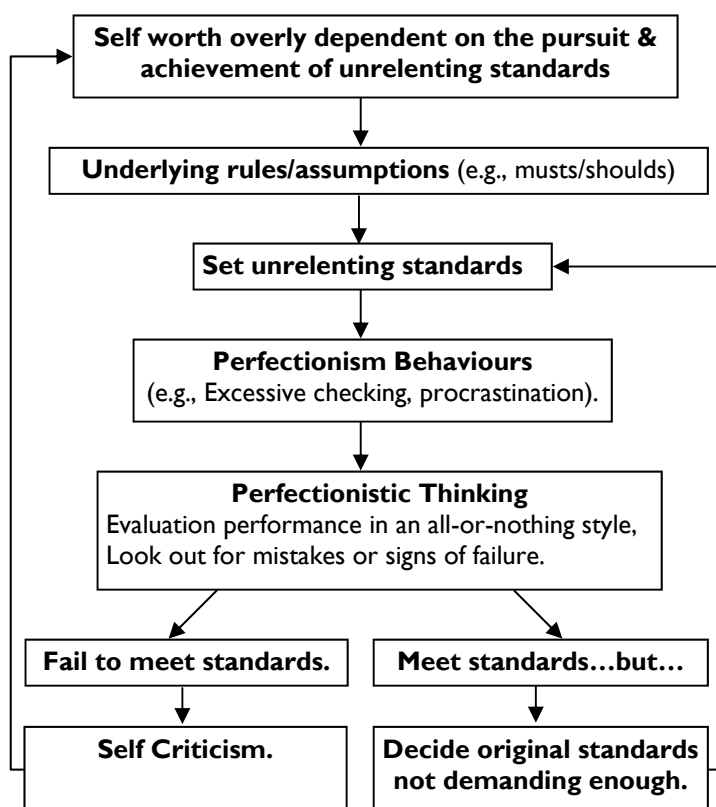 Self worth overly dependent on the pursuit &
achievement of unrelenting standards
Underlying rules/assumptions (e.g., musts/shoulds)
Set unrelenting standards
Perfectionism Behaviours
(e.g., Excessive checking, procrastination).
Perfectionistic Thinking
Evaluation performance in an all-or-nothing style,
Look out for mistakes or signs of failure.
Fail to meet standards.
Meet standards…but…
Self Criticism.
Decide original standards
not demanding enough.